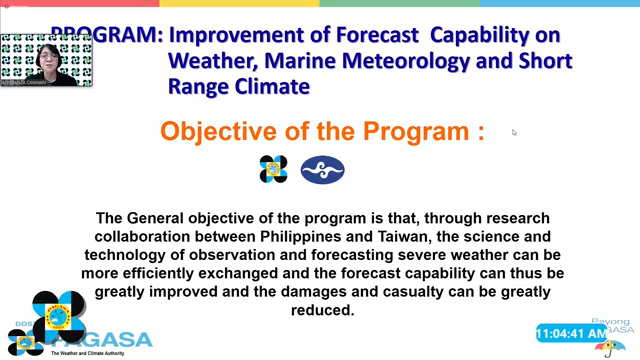 PROGRAM: Improvement of Forecast Capability on
Weather, Marine Meteorology and Short
Range Climate
Objective of the Program :
The General objective of the program is that, through research
collaboration between Philippines and Taiwan, the science and
technology of observation and forecasting severe weather can be
more efficiently exchanged and the forecast capability can thus be
greatly improved and the damages and casualty can be greatly
reduced.
DOST
PAGASA
The Weather and Climate Authority
Payong
PAGASA
11:04:41 AM